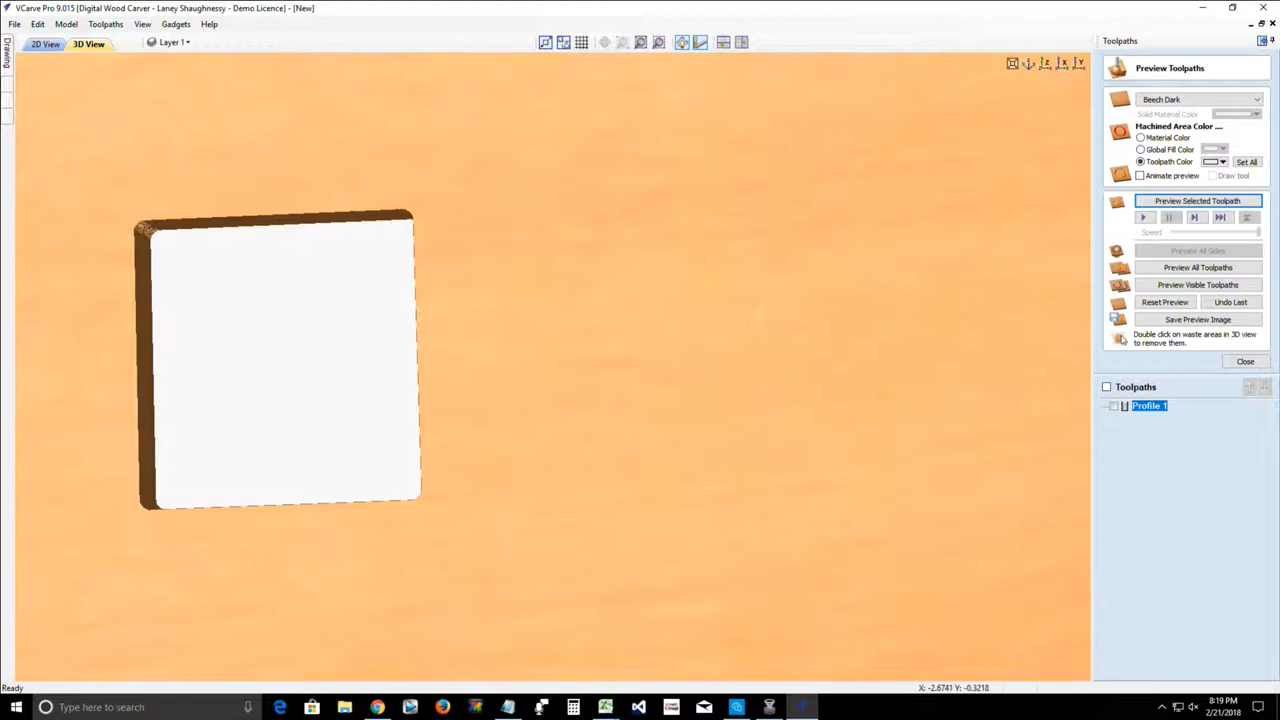 VCarve Pro 9.015 {Digital Wood Carver - Laney Shaughnessy - Demo Licence} - [New]
File Edit Model Toolpaths View Gadgets Help
2D View 3D View Layer 1
Drawing
Toolpaths
Preview Toolpaths
Beech Dark
Solid Material Color
Machined Area Color ....
Material Color
Global Fill Color
Toolpath Color Set All
Animate preview Draw tool
Preview Selected Toolpath
Speed
Preview All Sides
Preview All Toolpaths
Preview Visible Toolpaths
Reset Preview Undo Last
Save Preview Image
Double click on waste areas in 3D view
to remove them.
Close
Toolpaths
Profile 1
Ready X: -2.6741 Y: -0.3218
Type here to search
8:19 PM
2/21/2018